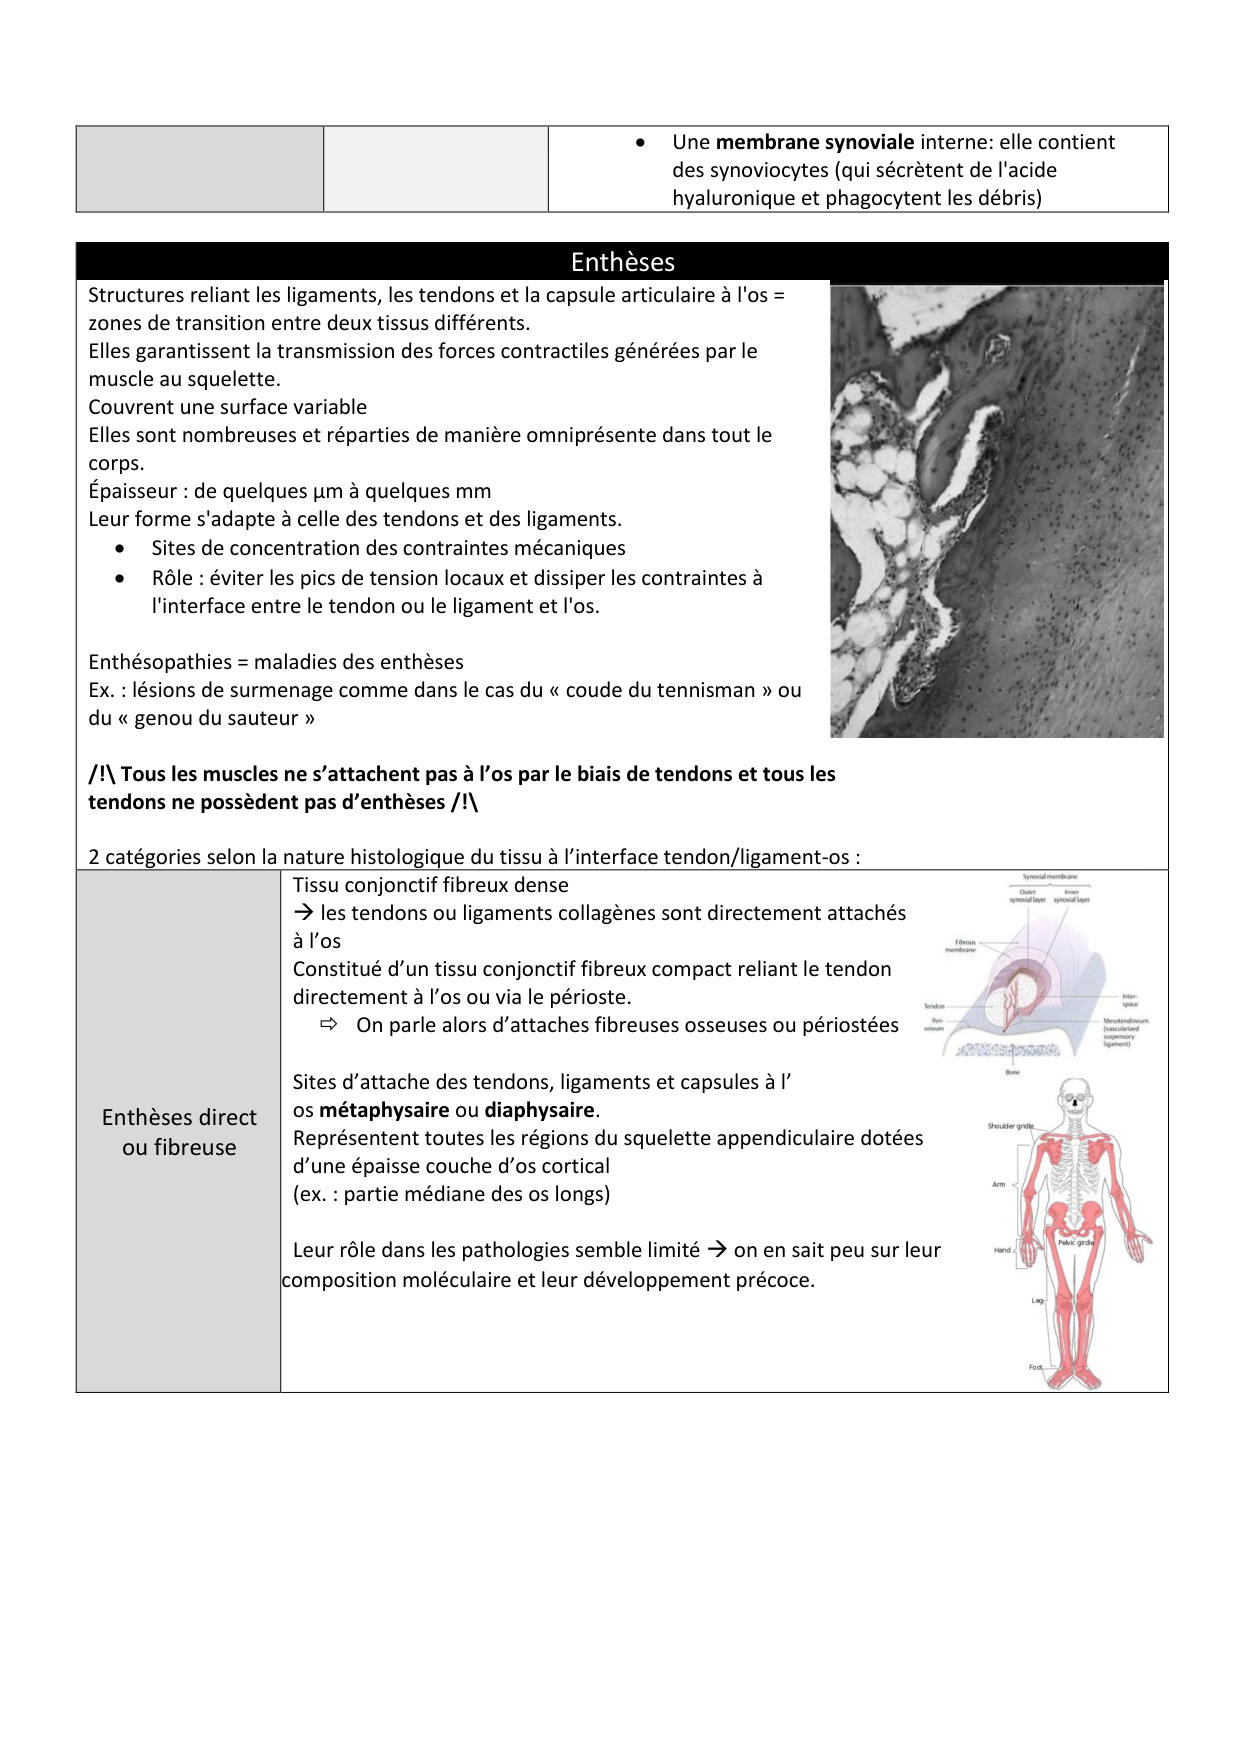 • Une membrane synoviale interne: elle contient
des synoviocytes (qui sécrètent de l'acide
hyaluronique et phagocytent les débris)
Enthèses
Structures reliant les ligaments, les tendons et la capsule articulaire à l'os =
zones de transition entre deux tissus différents.
Elles garantissent la transmission des forces contractiles générées par le
muscle au squelette.
Couvrent une surface variable
Elles sont nombreuses et réparties de manière omniprésente dans tout le
corps.
Épaisseur : de quelques µm à quelques mm
Leur forme s'adapte à celle des tendons et des ligaments.
• Sites de concentration des contraintes mécaniques
• Rôle : éviter les pics de tension locaux et dissiper les contraintes à
l'interface entre le tendon ou le ligament et l'os.
Enthésopathies = maladies des enthèses
Ex. : lésions de surmenage comme dans le cas du « coude du tennisman » ou
du « genou du sauteur »
/!\ Tous les muscles ne s’attachent pas à l’os par le biais de tendons et tous les
tendons ne possèdent pas d’enthèses /!\
2 catégories selon la nature histologique du tissu à l’interface tendon/ligament-os :
Enthèses direct
ou fibreuse
Tissu conjonctif fibreux dense
→ les tendons ou ligaments collagènes sont directement attachés
à l’os
Constitué d’un tissu conjonctif fibreux compact reliant le tendon
directement à l’os ou via le périoste.
⇨ On parle alors d’attaches fibreuses osseuses ou périostées
Sites d’attache des tendons, ligaments et capsules à l’
os métaphysaire ou diaphysaire.
Représentent toutes les régions du squelette appendiculaire dotées
d’une épaisse couche d’os cortical
(ex. : partie médiane des os longs)
Leur rôle dans les pathologies semble limité → on en sait peu sur leur
composition moléculaire et leur développement précoce.
Synovial membrane
Outer
synovial layer
Inner
synovial layer
Fibrous
membrane
Tendon
Peri-
osteum
Inter-
space
Mesotendineum
(vascularized
suspensory
ligament)
Bone
Shoulder gridle
Arm
Hand
Pelvic girdle
Leg
Foot